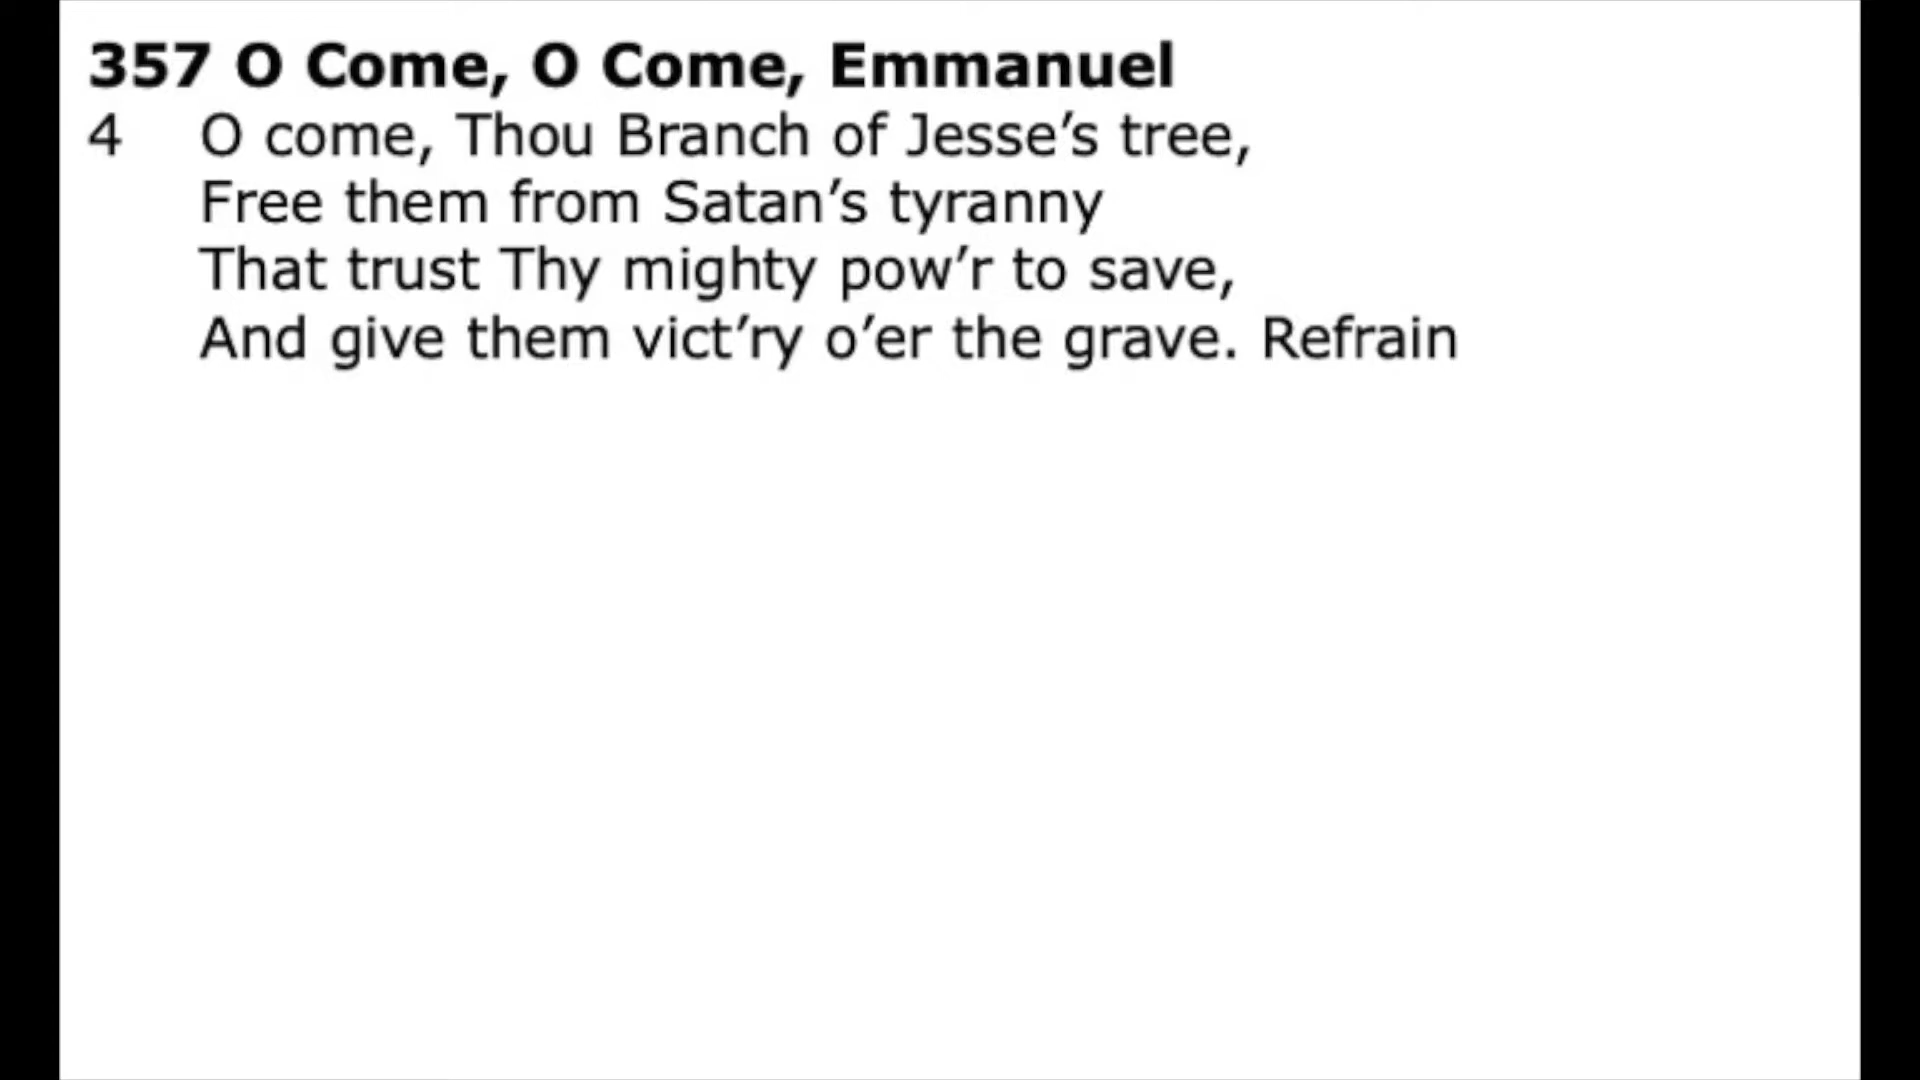 357 O Come, O Come, Emmanuel
4 O come, Thou Branch of Jesse’s tree,
Free them from Satan’s tyranny
That trust Thy mighty pow’r to save,
And give them vict’ry o’er the grave. Refrain